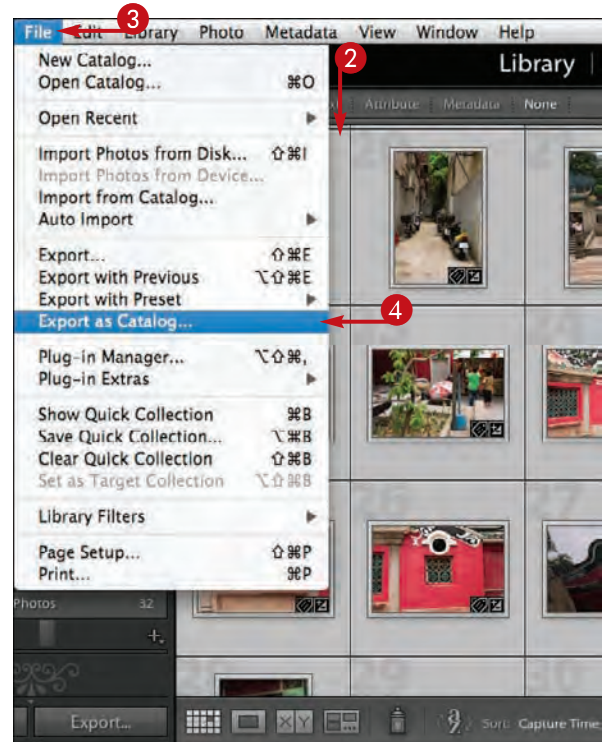 3
File Edit Library Photo Metadata View Window Help
2
New Catalog...
Open Catalog... ⌘O
Library
Open Recent ▶
Attribute Metadata None
Import Photos from Disk... ⇧⌘I
Import Photos from Device...
Import from Catalog...
Auto Import ▶
Export... ⇧⌘E
Export with Previous ⌥⇧⌘E
Export with Preset ▶
Export as Catalog...
4
Plug-in Manager... ⌥⇧⌘,
Plug-in Extras ▶
Show Quick Collection ⌘B
Save Quick Collection... ⌥⌘B
Clear Quick Collection ⇧⌘B
Set as Target Collection ⌥⇧⌘B
Library Filters ▶
Page Setup... ⇧⌘P
Print... ⌘P
Photos 32
Export...
XY
Sort: Capture Time